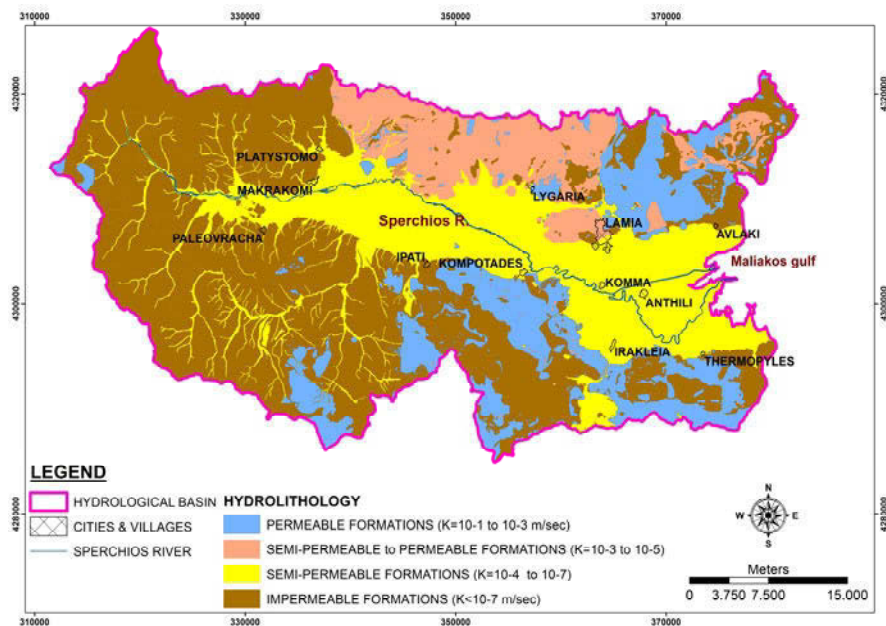 310000 330000 350000 370000
4320000 4320000
PLATYSTOMO
MAKRAKOMI
LYGARIA
Sperchios R.
LAMIA
PALEOVRACHA
AVLAKI
IPATI
KOMPOTADES
Maliakos gulf
KOMMA
4300000 4300000
ANTHILI
IRAKLEIA
THERMOPYLES
LEGEND
HYDROLOGICAL BASIN
CITIES & VILLAGES
SPERCHIOS RIVER
HYDROLITHOLOGY
PERMEABLE FORMATIONS (K=10-1 to 10-3 m/sec)
SEMI-PERMEABLE to PERMEABLE FORMATIONS (K=10-3 to 10-5)
SEMI-PERMEABLE FORMATIONS (K=10-4 to 10-7)
IMPERMEABLE FORMATIONS (K<10-7 m/sec)
N
W E
S
Meters
0 3.750 7.500 15.000
310000 330000 350000 370000